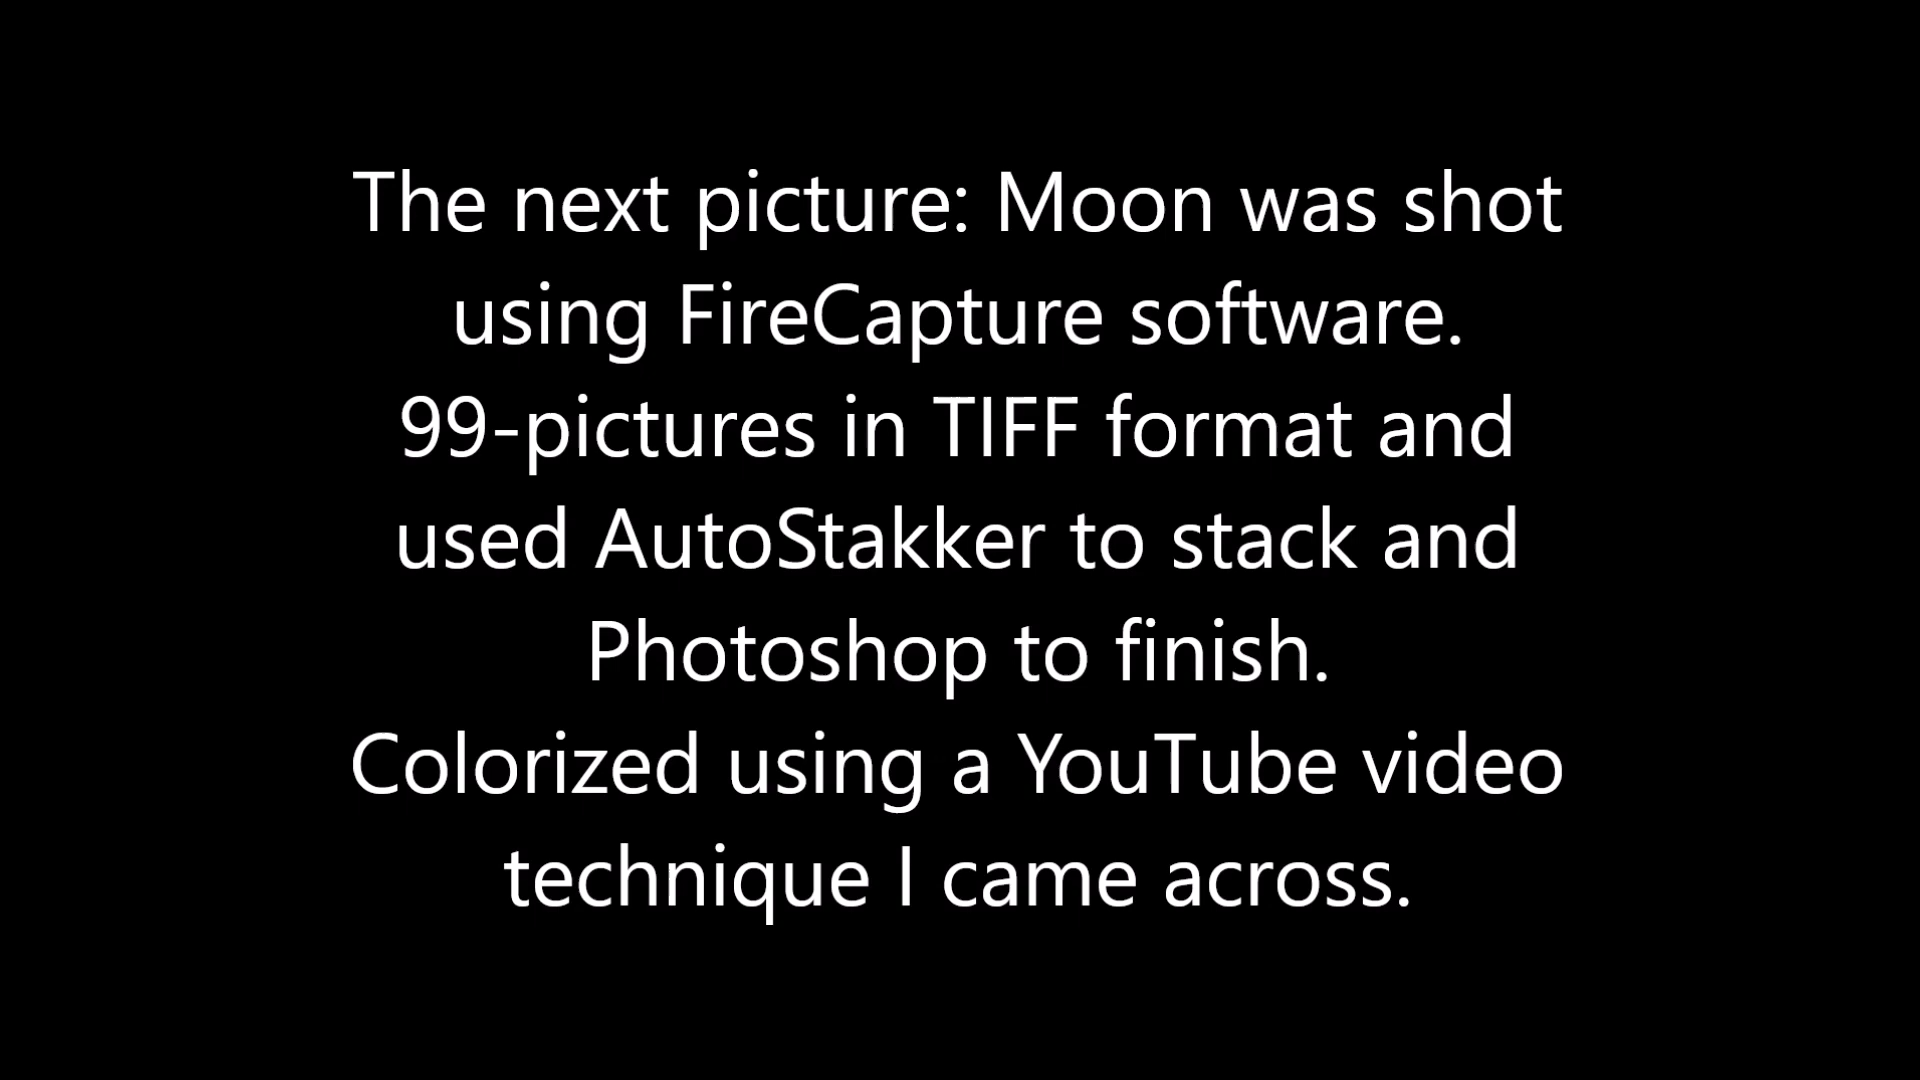 The next picture: Moon was shot
using FireCapture software.
99-pictures in TIFF format and
used AutoStakker to stack and
Photoshop to finish.
Colorized using a YouTube video
technique I came across.